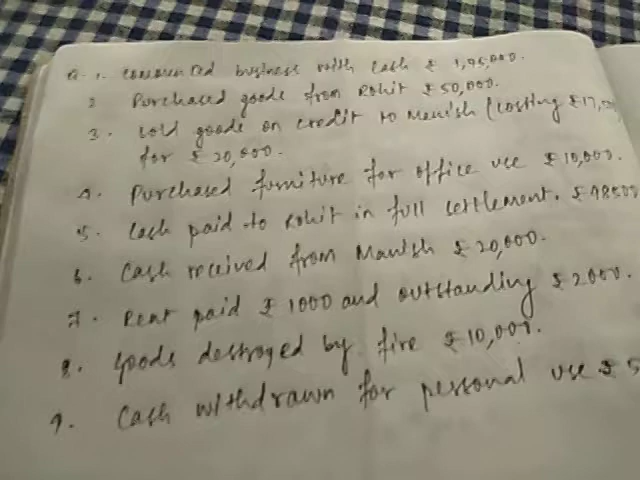 Q. 1. Commenced business with cash ₹ 1,95,000.
2 Purchased goods from Rohit ₹ 50,000.
3. Sold goods on credit to Manish (costing ₹ 17,
for ₹ 20,000.
4. Purchased furniture for office use ₹ 10,000.
5. Cash paid to Rohit in full settlement. ₹ 48500
6. Cash received from Manish ₹ 20,000.
7. Rent paid ₹ 1000 and outstanding ₹ 2000.
8. Goods destroyed by fire ₹ 10,000.
9. Cash withdrawn for personal use ₹ 5